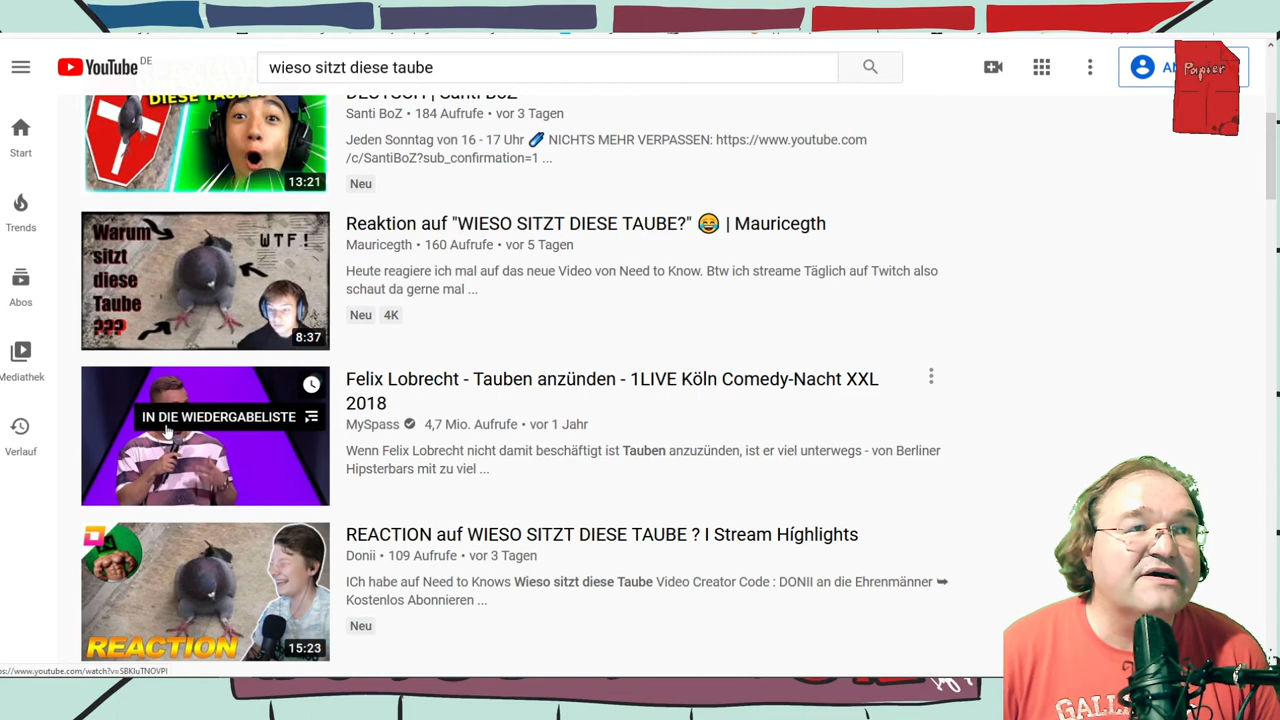 YouTube DE
wieso sitzt diese taube
Papier
DIESE TAUBE
DEUTSCH | Santi BoZ
Santi BoZ • 184 Aufrufe • vor 3 Tagen
Jeden Sonntag von 16 - 17 Uhr NICHTS MEHR VERPASSEN: https://www.youtube.com
/c/SantiBoZ?sub_confirmation=1 ...
13:21
Neu
Start
Trends
Abos
Mediathek
Verlauf
Warum
sitzt
diese
Taube
???
WTF!
8:37
Reaktion auf "WIESO SITZT DIESE TAUBE?" 😂 | Mauricegth
Mauricegth • 160 Aufrufe • vor 5 Tagen
Heute reagiere ich mal auf das neue Video von Need to Know. Btw ich streame Täglich auf Twitch also
schaut da gerne mal ...
Neu 4K
IN DIE WIEDERGABELISTE
Felix Lobrecht - Tauben anzünden - 1LIVE Köln Comedy-Nacht XXL
2018
MySpass 4,7 Mio. Aufrufe • vor 1 Jahr
Wenn Felix Lobrecht nicht damit beschäftigt ist Tauben anzuzünden, ist er viel unterwegs - von Berliner
Hipsterbars mit zu viel ...
REACTION
15:23
REACTION auf WIESO SITZT DIESE TAUBE ? I Stream Highlights
Donii • 109 Aufrufe • vor 3 Tagen
ICh habe auf Need to Knows Wieso sitzt diese Taube Video Creator Code : DONII an die Ehrenmänner ➥
Kostenlos Abonnieren ...
Neu